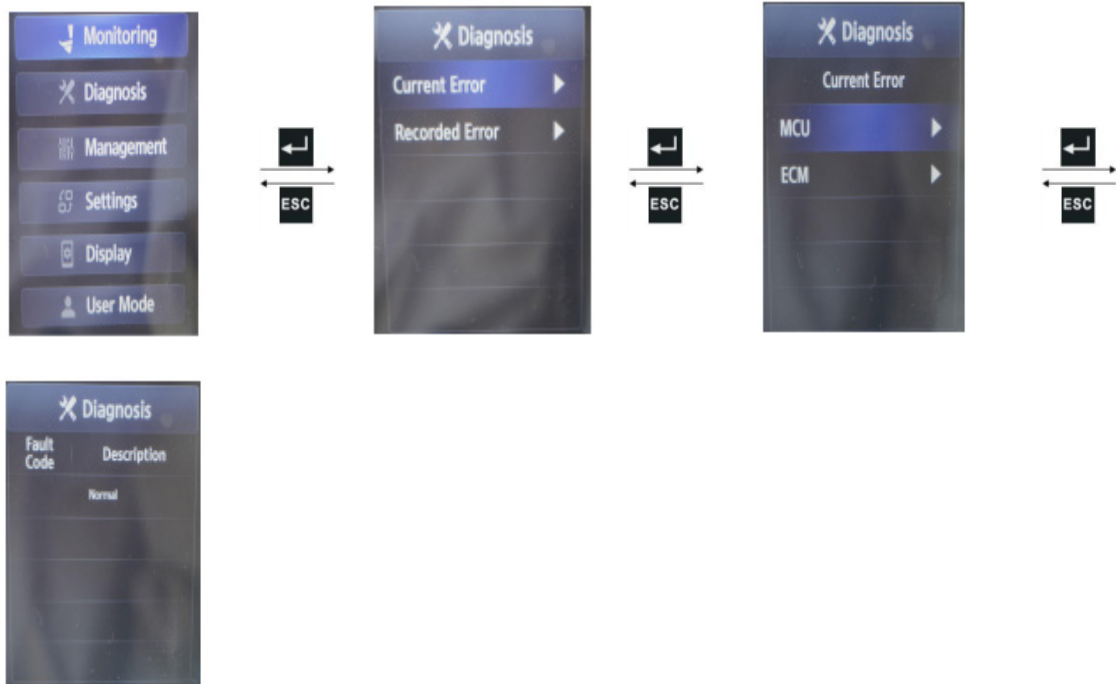 Monitoring
Diagnosis
Management
Settings
Display
User Mode
ESC
Diagnosis
Current Error
Recorded Error
ESC
Diagnosis
Current Error
MCU
ECM
ESC
Diagnosis
Fault
Code
Description
Normal